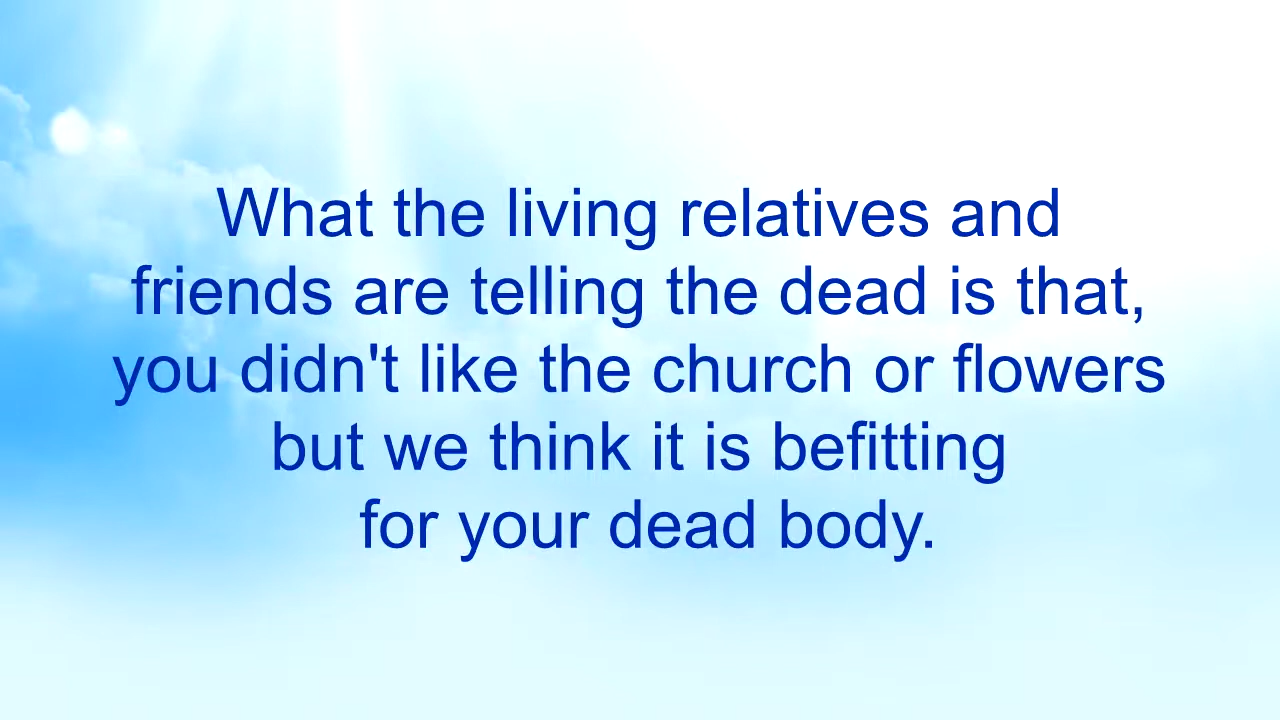 What the living relatives and
friends are telling the dead is that,
you didn't like the church or flowers
but we think it is befitting
for your dead body.